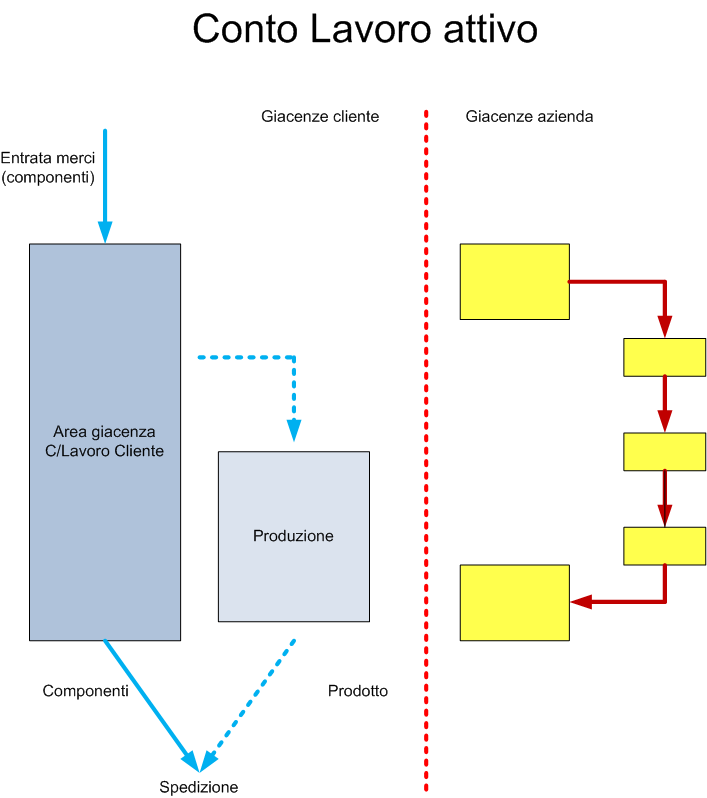 Conto Lavoro attivo
Giacenze cliente
Giacenze azienda
Entrata merci
(componenti)
Area giacenza
C/Lavoro Cliente
Produzione
Componenti
Prodotto
Spedizione